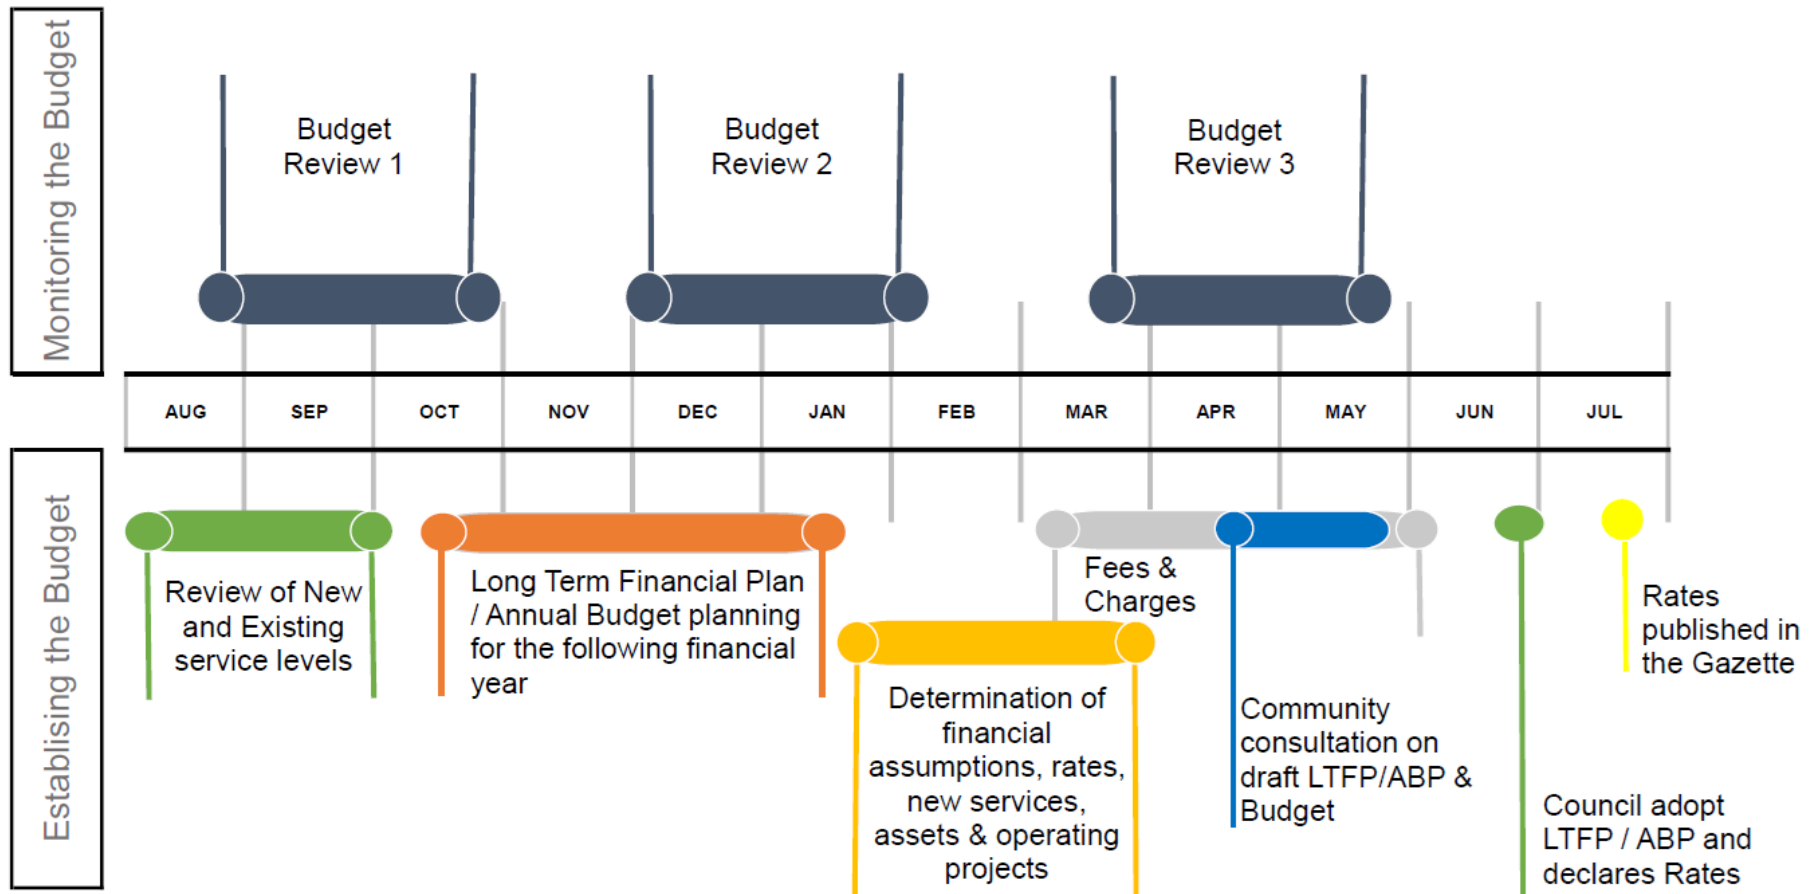 Monitoring the Budget
Budget
Review 1
Budget
Review 2
Budget
Review 3
AUG
SEP
OCT
NOV
DEC
JAN
FEB
MAR
APR
MAY
JUN
JUL
Establising the Budget
Review of New
and Existing
service levels
Long Term Financial Plan
/ Annual Budget planning
for the following financial
year
Determination of
financial
assumptions, rates,
new services,
assets & operating
projects
Fees &
Charges
Community
consultation on
draft LTFP/ABP &
Budget
Council adopt
LTFP / ABP and
declares Rates
Rates
published in
the Gazette